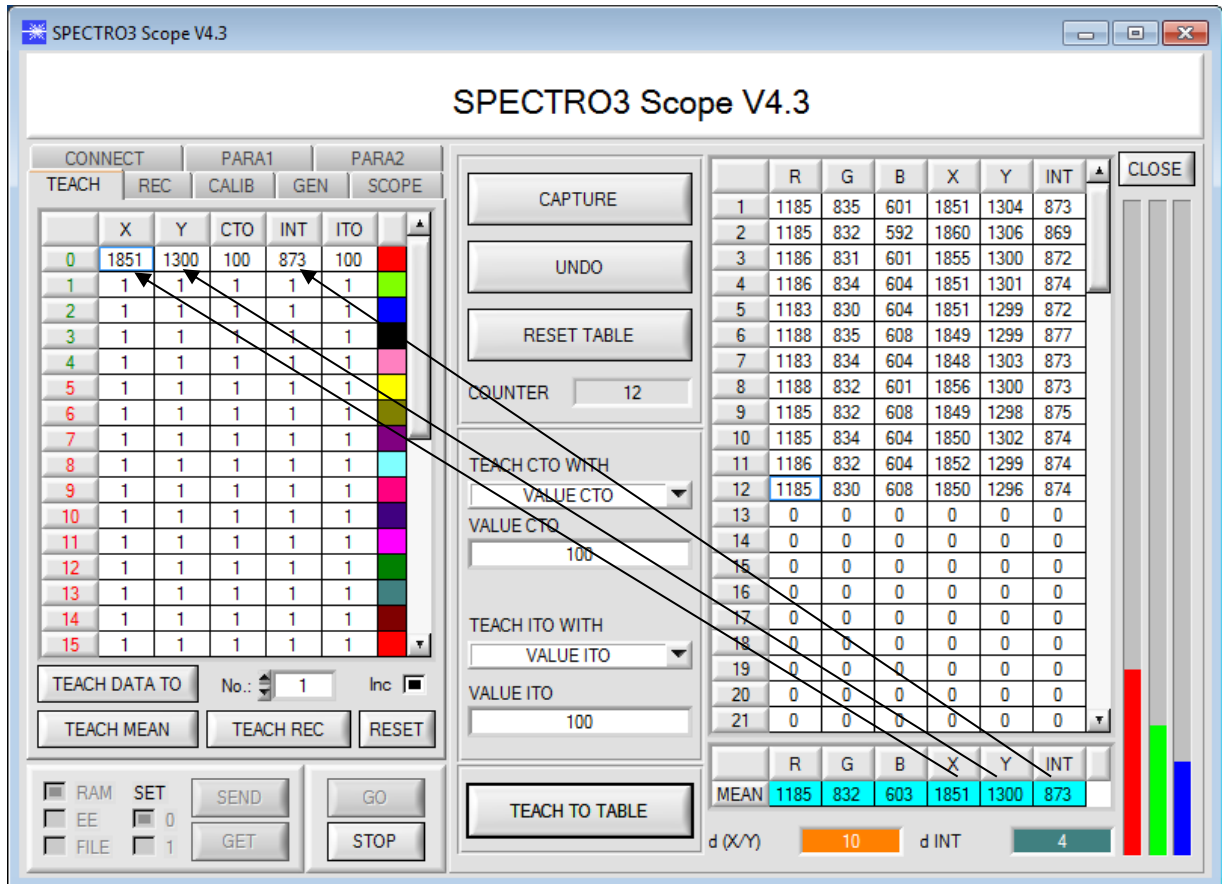 SPECTRO3 Scope V4.3
SPECTRO3 Scope V4.3
CONNECT PARA1 PARA2
TEACH REC CALIB GEN SCOPE
X Y CTO INT ITO
0 1851 1300 100 873 100
1 1 1 1 1 1
2 1 1 1 1 1
3 1 1 1 1 1
4 1 1 1 1 1
5 1 1 1 1 1
6 1 1 1 1 1
7 1 1 1 1 1
8 1 1 1 1 1
9 1 1 1 1 1
10 1 1 1 1 1
11 1 1 1 1 1
12 1 1 1 1 1
13 1 1 1 1 1
14 1 1 1 1 1
15 1 1 1 1 1
TEACH DATA TO No.: 1 Inc
TEACH MEAN TEACH REC RESET
RAM SET SEND GO
EE 0
FILE 1 GET STOP
CAPTURE
UNDO
RESET TABLE
COUNTER 12
TEACH CTO WITH
VALUE CTO
VALUE CTO
100
TEACH ITO WITH
VALUE ITO
VALUE ITO
100
TEACH TO TABLE
R G B X Y INT
1 1185 835 601 1851 1304 873
2 1185 832 592 1860 1306 869
3 1186 831 601 1855 1300 872
4 1186 834 604 1851 1301 874
5 1183 830 604 1851 1299 872
6 1188 835 608 1849 1299 877
7 1183 834 604 1848 1303 873
8 1188 832 601 1856 1300 873
9 1185 832 608 1849 1298 875
10 1185 834 604 1850 1302 874
11 1186 832 604 1852 1299 874
12 1185 830 608 1850 1296 874
13 0 0 0 0 0 0
14 0 0 0 0 0 0
15 0 0 0 0 0 0
16 0 0 0 0 0 0
17 0 0 0 0 0 0
18 0 0 0 0 0 0
19 0 0 0 0 0 0
20 0 0 0 0 0 0
21 0 0 0 0 0 0
R G B X Y INT
MEAN 1185 832 603 1851 1300 873
d (X/Y) 10 d INT 4
CLOSE